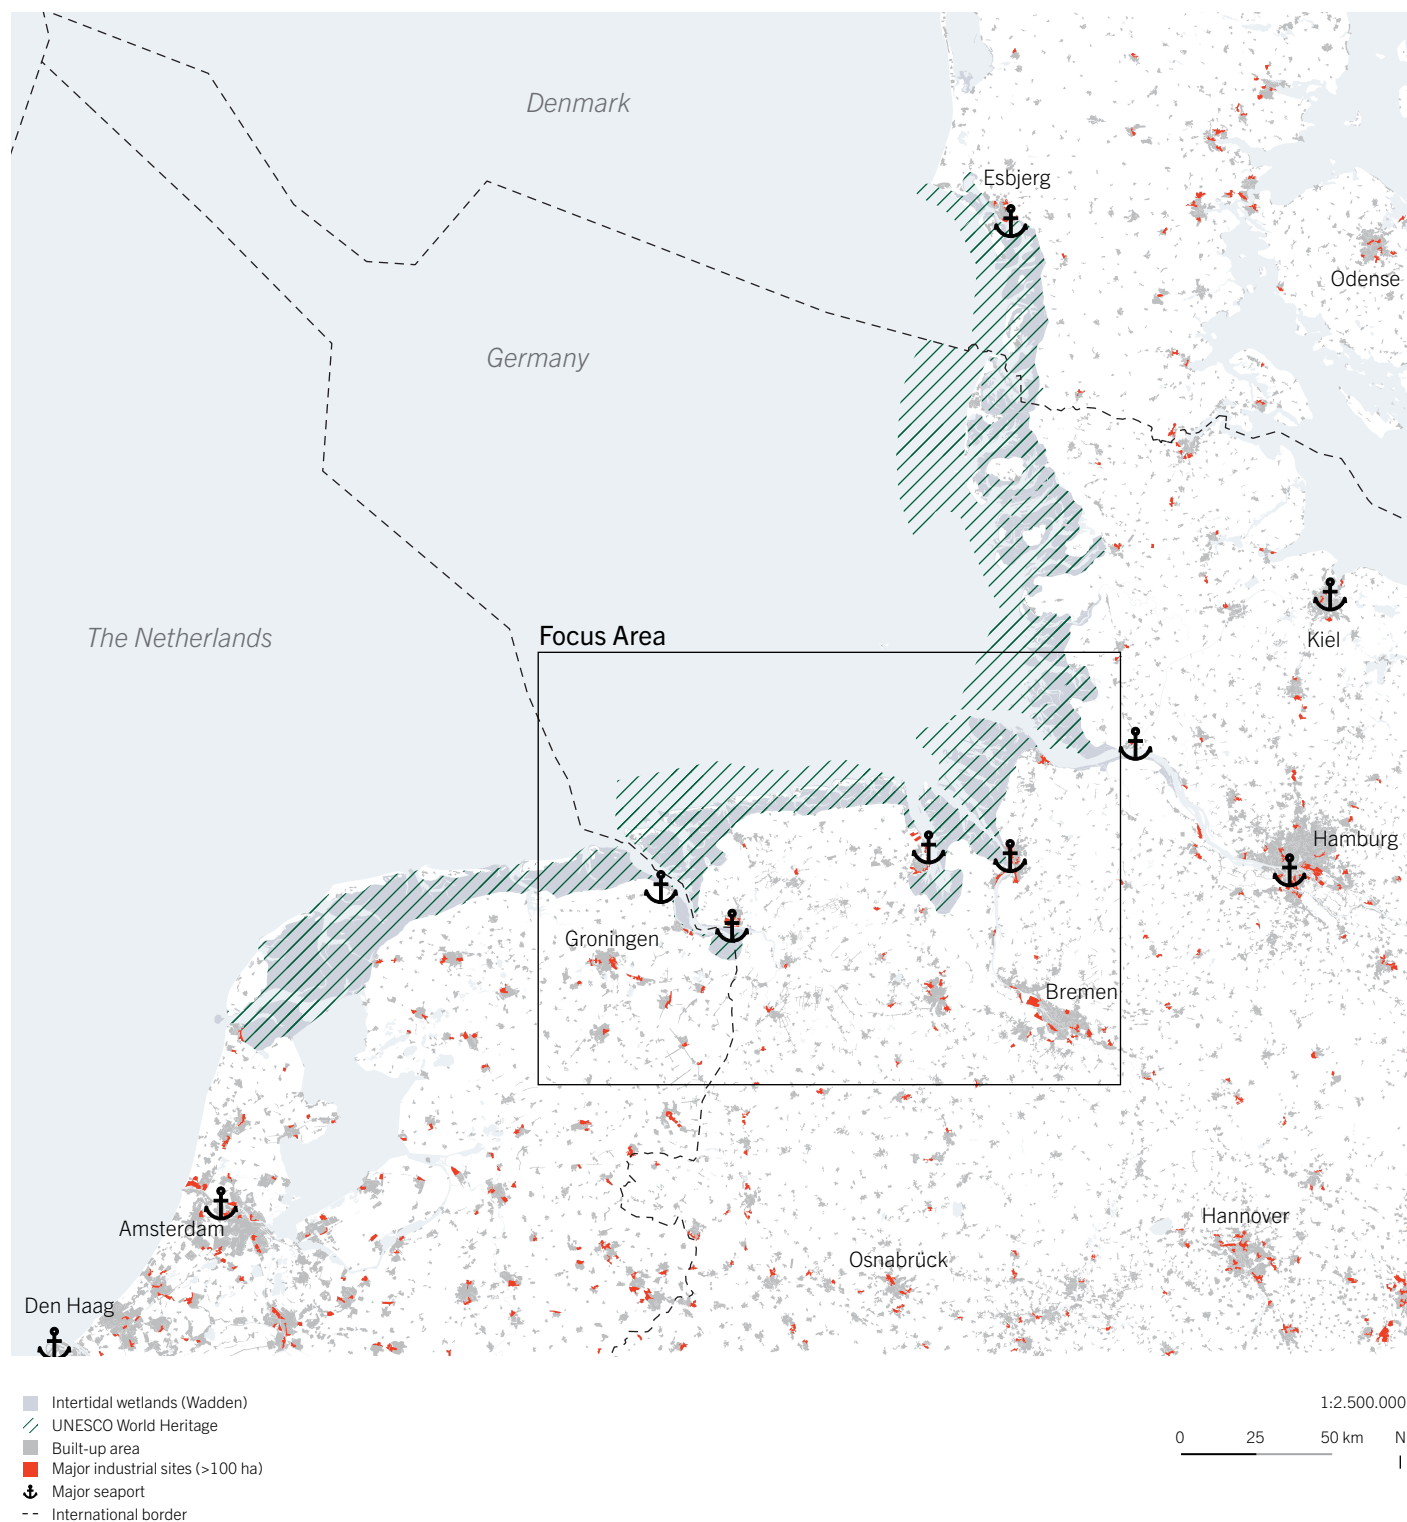 Denmark
Esbjerg
Odense
Germany
The Netherlands
Focus Area
Kiel
Hamburg
Groningen
Bremen
Amsterdam
Hannover
Osnabrück
Den Haag
Intertidal wetlands (Wadden)
UNESCO World Heritage
Built-up area
Major industrial sites (>100 ha)
Major seaport
International border
1:2.500.000
0 25 50 km N